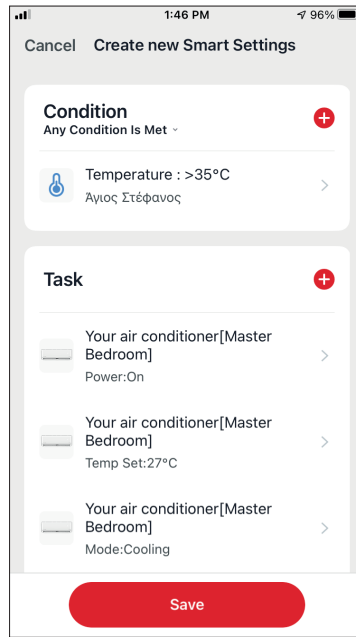 1:46 PM
96%
Cancel Create new Smart Settings
Condition
Any Condition Is Met
Temperature : >35°C
Άγιος Στέφανος
Task
Your air conditioner[Master
Bedroom]
Power:On
Your air conditioner[Master
Bedroom]
Temp Set:27°C
Your air conditioner[Master
Bedroom]
Mode:Cooling
Save